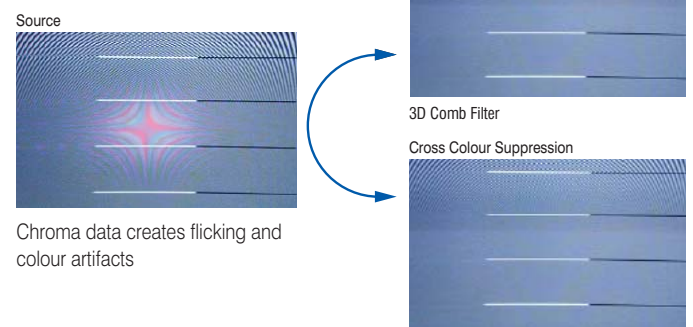 Source
Chroma data creates flicking and
colour artifacts
3D Comb Filter
Cross Colour Suppression